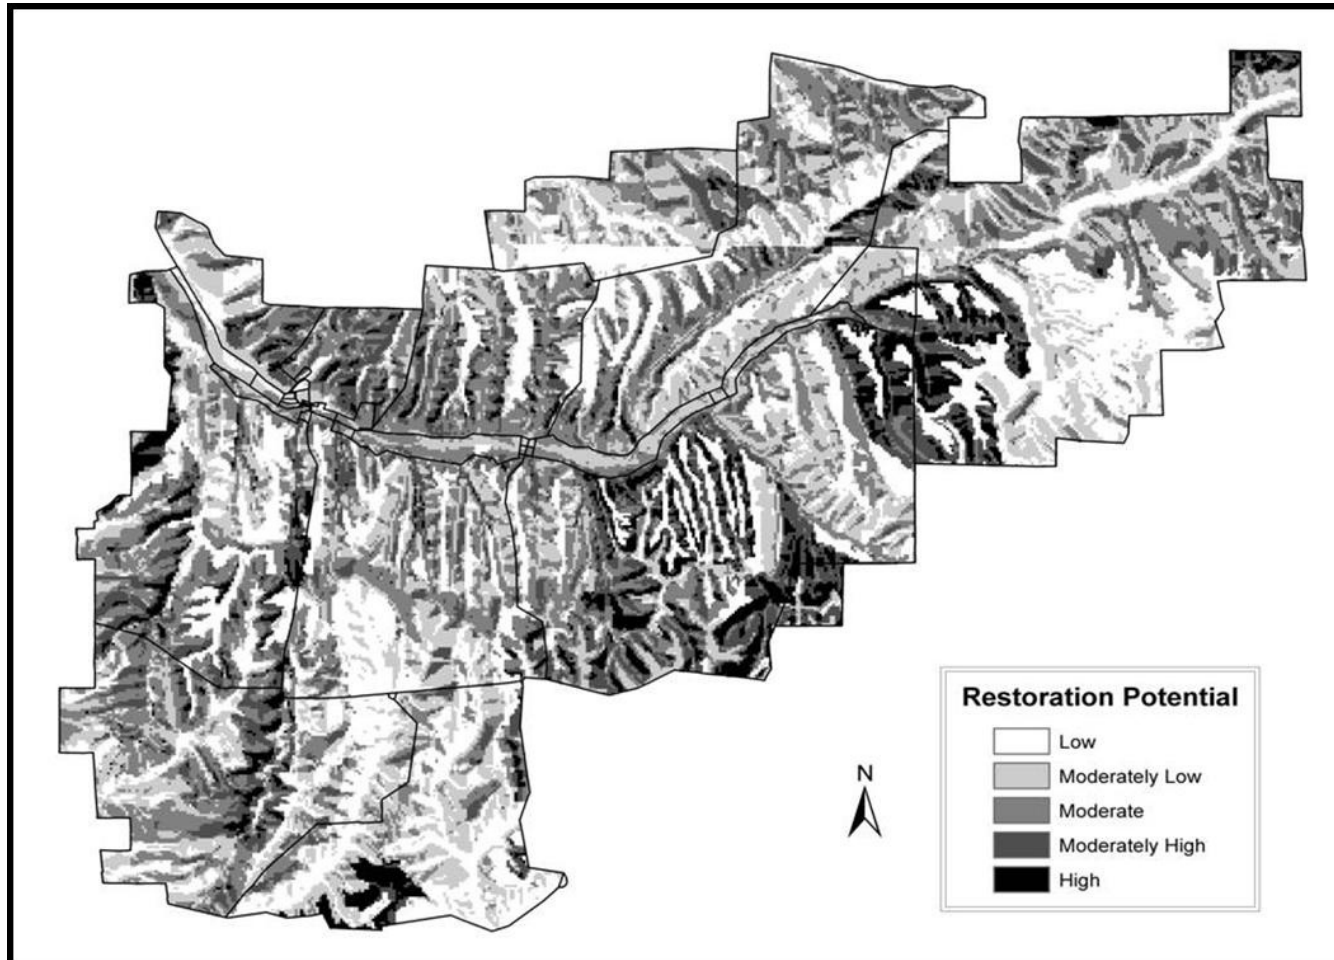 Restoration Potential
Low
Moderately Low
Moderate
Moderately High
High
N